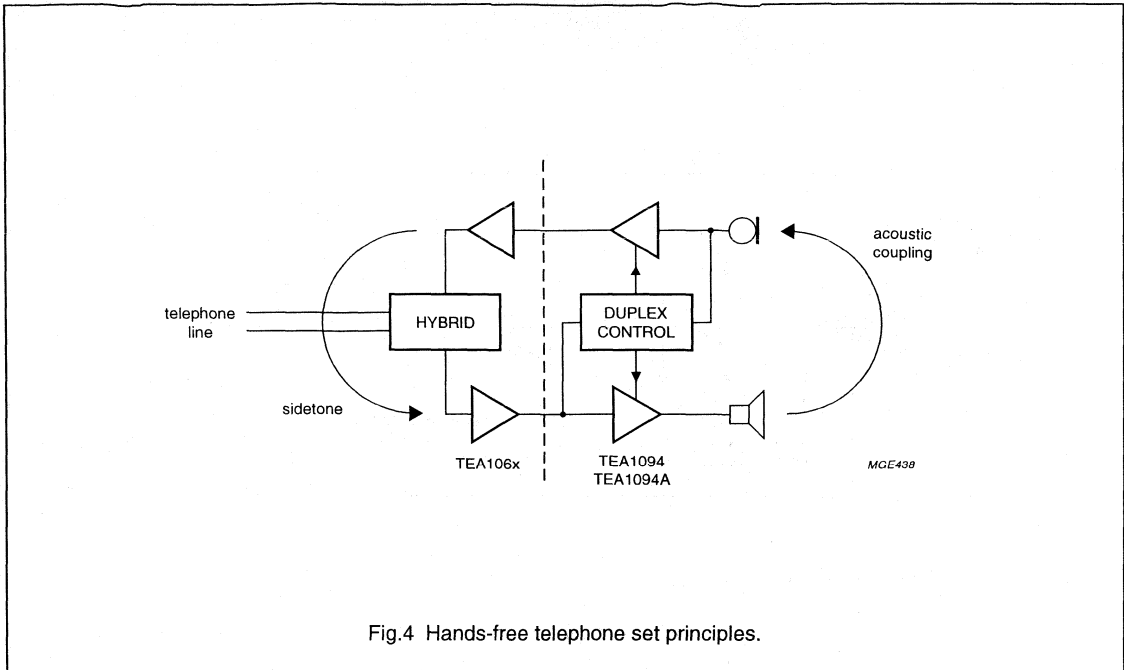 acoustic
coupling
telephone
line
HYBRID
DUPLEX
CONTROL
sidetone
TEA106x
TEA1094
TEA1094A
MGE438
Fig.4 Hands-free telephone set principles.